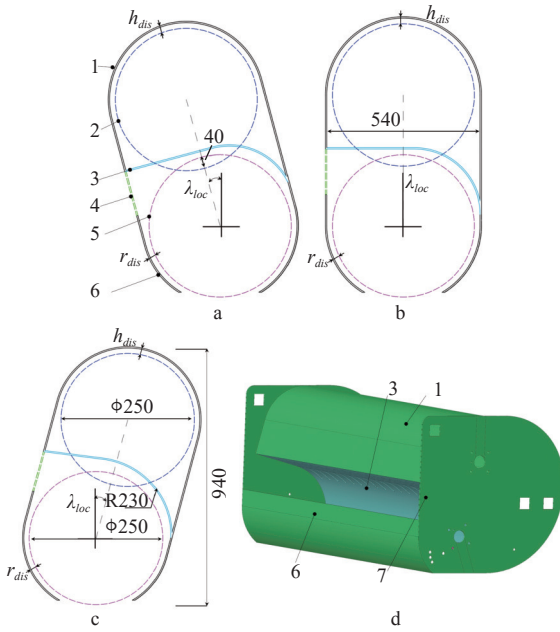 h_dis
1
2
40
3
4
λ_loc
5
r_dis
6
a
h_dis
540
λ_loc
r_dis
b
h_dis
Φ250
940
λ_loc
R230
Φ250
r_dis
c
3
1
6
7
d